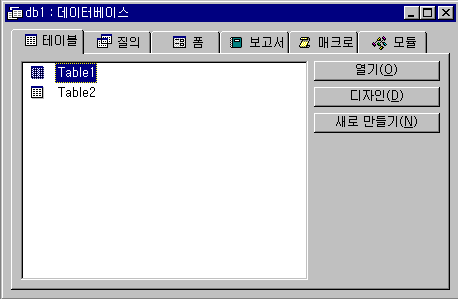 db1 : 데이터베이스
테이블 질의 폼 보고서 매크로 모듈
Table1
Table2
열기(O)
디자인(D)
새로 만들기(N)